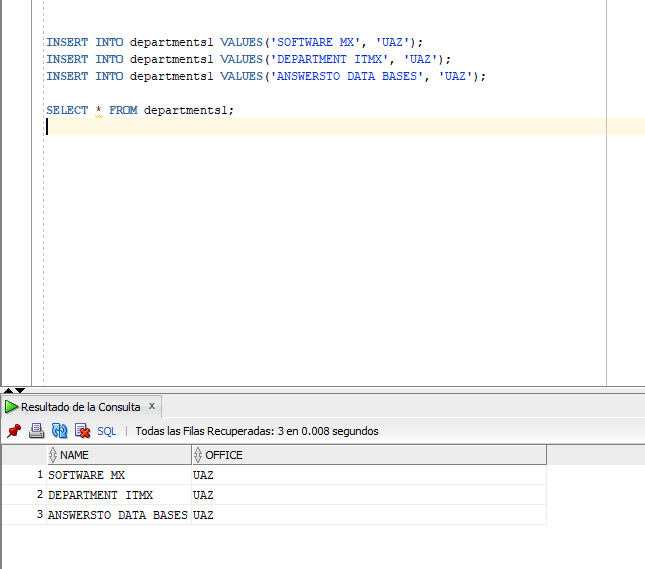 INSERT INTO departments1 VALUES('SOFTWARE MX', 'UAZ');
INSERT INTO departments1 VALUES('DEPARTMENT ITMX', 'UAZ');
INSERT INTO departments1 VALUES('ANSWERSTO DATA BASES', 'UAZ');
SELECT * FROM departments1;
Resultado de la Consulta x
SQL | Todas las Filas Recuperadas: 3 en 0.008 segundos
NAME OFFICE
1 SOFTWARE MX UAZ
2 DEPARTMENT ITMX UAZ
3 ANSWERSTO DATA BASES UAZ